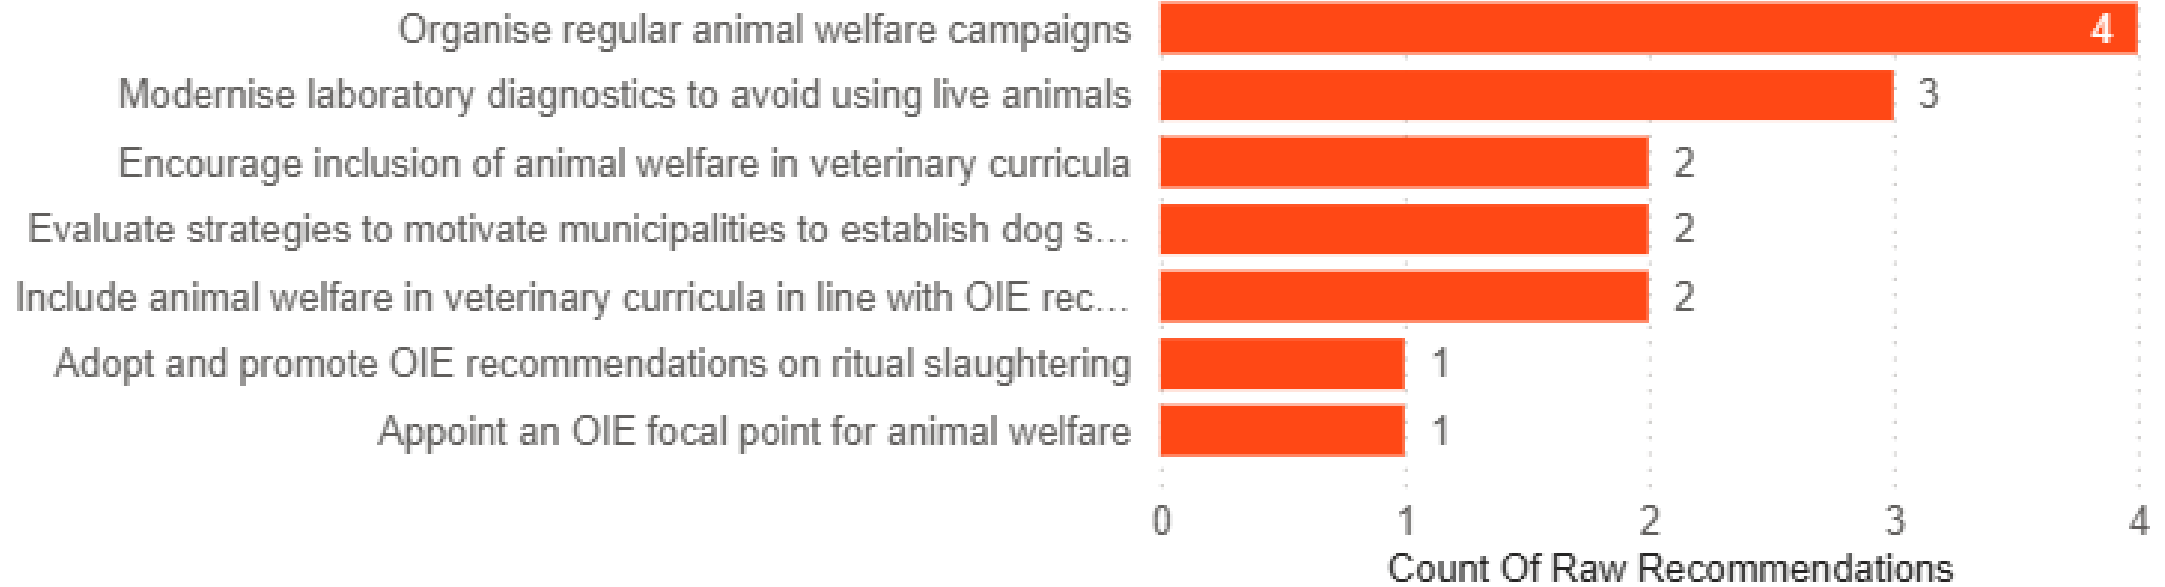 Organise regular animal welfare campaigns 4
Modernise laboratory diagnostics to avoid using live animals 3
Encourage inclusion of animal welfare in veterinary curricula 2
Evaluate strategies to motivate municipalities to establish dog s... 2
Include animal welfare in veterinary curricula in line with OIE rec... 2
Adopt and promote OIE recommendations on ritual slaughtering 1
Appoint an OIE focal point for animal welfare 1
0 1 2 3 4
Count Of Raw Recommendations